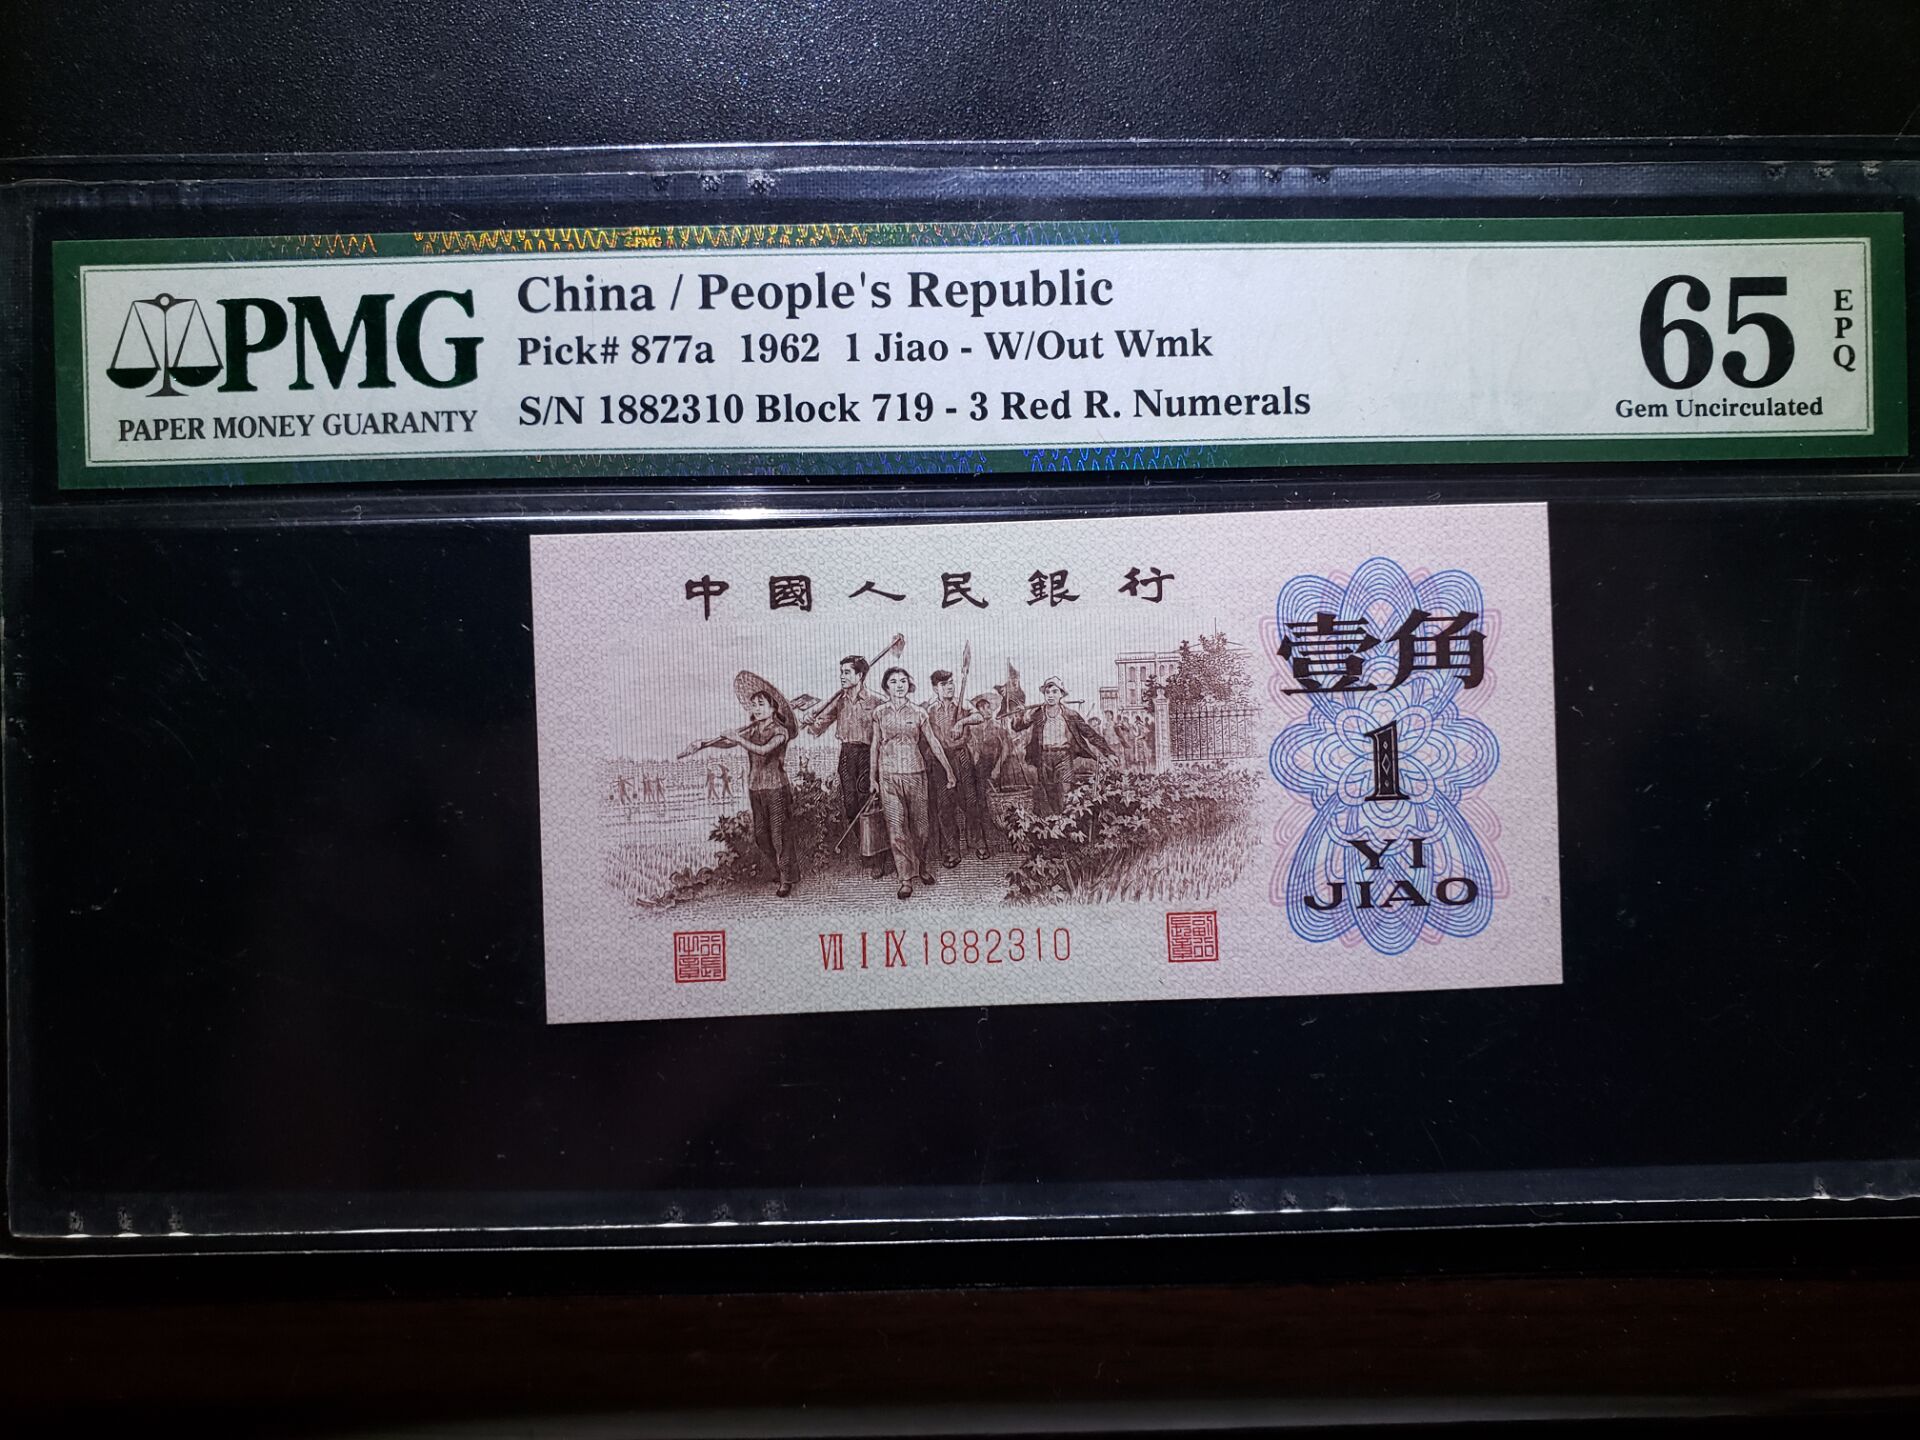 PMG
PAPER MONEY GUARANTY
China / People's Republic
Pick# 877a 1962 1 Jiao - W/Out Wmk
S/N 1882310 Block 719 - 3 Red R. Numerals
65
EPQ
Gem Uncirculated
中國人民銀行
壹角
1
YI
JIAO
VII I IX 1882310